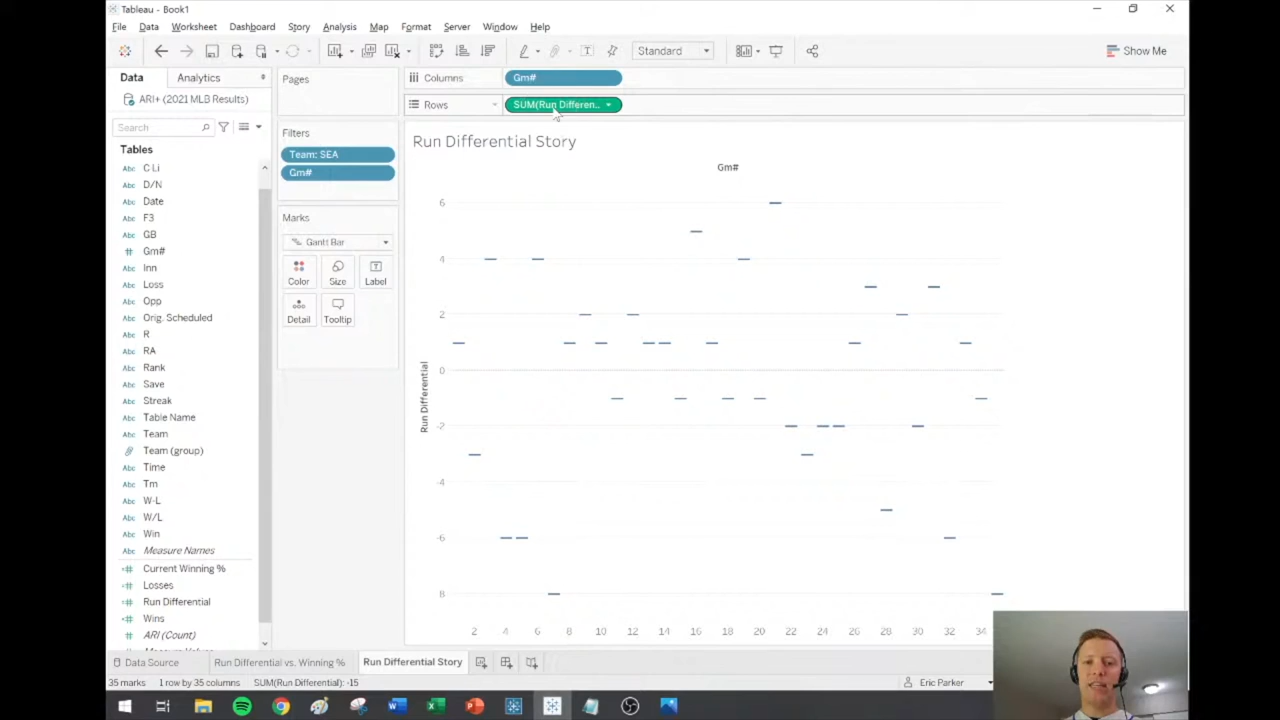 Tableau - Book1
File Data Worksheet Dashboard Story Analysis Map Format Server Window Help
Standard
Show Me
Data Analytics
ARI+ (2021 MLB Results)
Search
Tables
C Li
D/N
Date
F3
GB
Gm#
Inn
Loss
Opp
Orig. Scheduled
R
RA
Rank
Save
Streak
Table Name
Team
Team (group)
Time
Tm
W-L
W/L
Win
Measure Names
Current Winning %
Losses
Run Differential
Wins
ARI (Count)
Pages
Filters
Team: SEA
Gm#
Marks
Gantt Bar
Color Size Label
Detail Tooltip
Columns Gm#
Rows SUM(Run Differen..
Run Differential Story
Gm#
Run Differential
6
4
2
0
-2
-4
-6
8
2 4 6 8 10 12 14 16 18 20 22 24 26 28 30 32 34
Data Source Run Differential vs. Winning % Run Differential Story
35 marks 1 row by 35 columns SUM(Run Differential): -15
Eric Parker